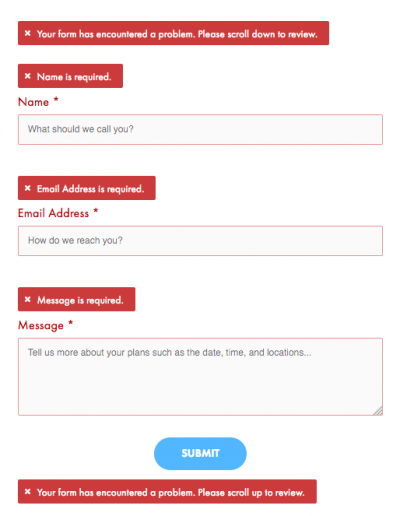 × Your form has encountered a problem. Please scroll down to review.
× Name is required.
Name *
What should we call you?
× Email Address is required.
Email Address *
How do we reach you?
× Message is required.
Message *
Tell us more about your plans such as the date, time, and locations...
SUBMIT
× Your form has encountered a problem. Please scroll up to review.